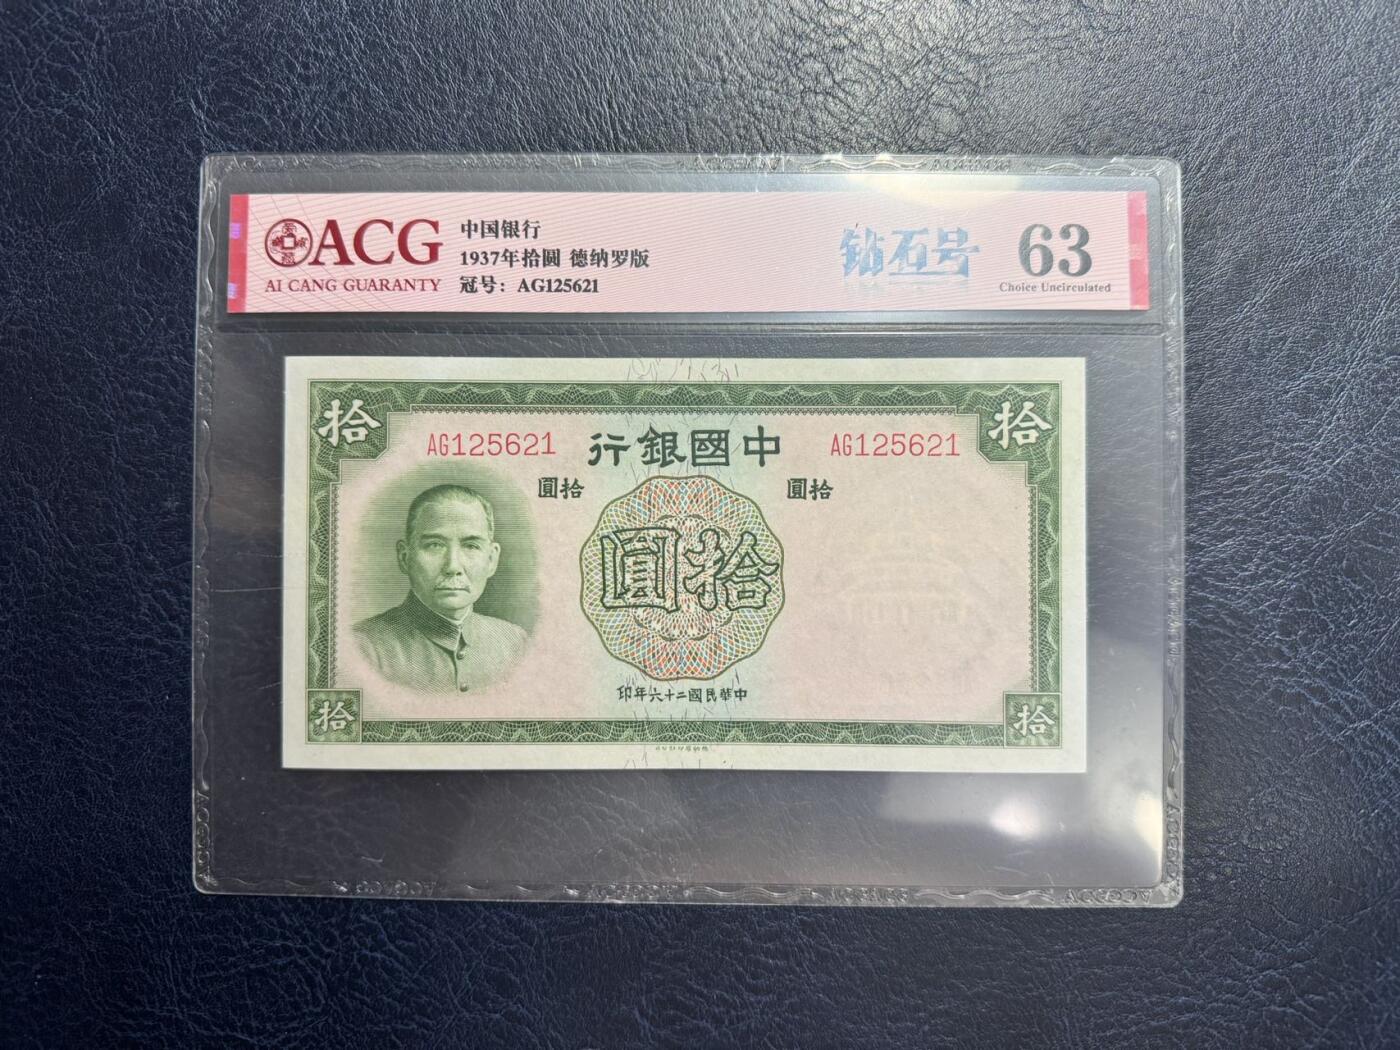 ACG
AI CANG GUARANTY
中国银行
1937年拾圆 德纳罗版
冠号：AG125621
钻石号
63
Choice Uncirculated
拾
拾
AG125621
行銀國中
AG125621
圓拾
圓拾
圓拾
印年六十二國民華中
拾
拾